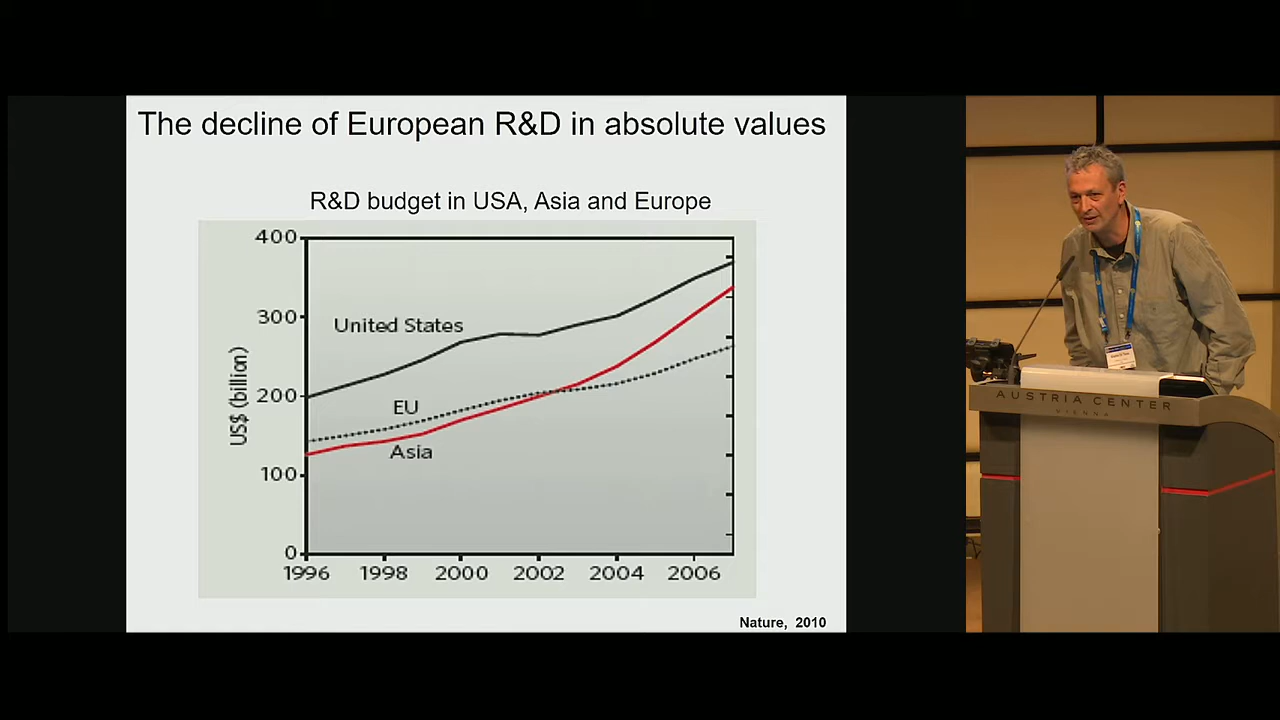 The decline of European R&D in absolute values
R&D budget in USA, Asia and Europe
400
300
200
100
0
US$ (billion)
United States
EU
Asia
1996 1998 2000 2002 2004 2006
Nature, 2010
AUSTRIA CENTER
VIENNA